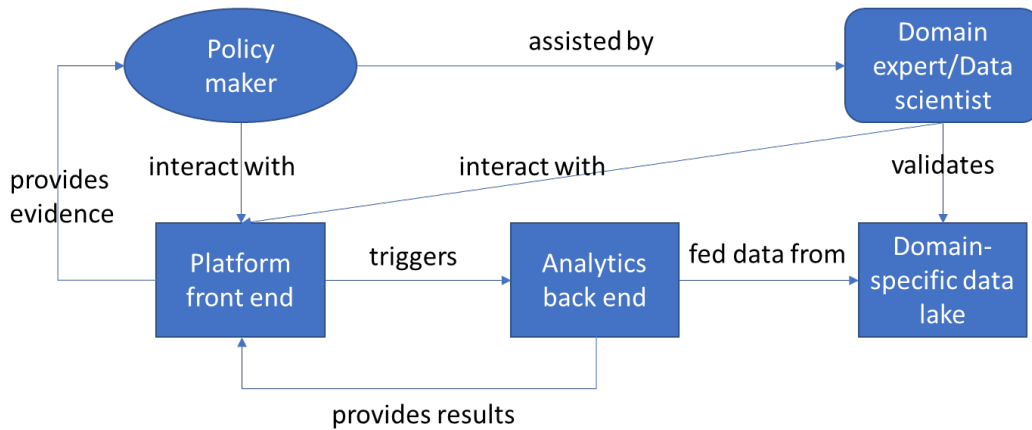 Policy
maker
assisted by
Domain
expert/Data
scientist
provides
evidence
interact with
interact with
validates
Platform
front end
triggers
Analytics
back end
fed data from
Domain-
specific data
lake
provides results